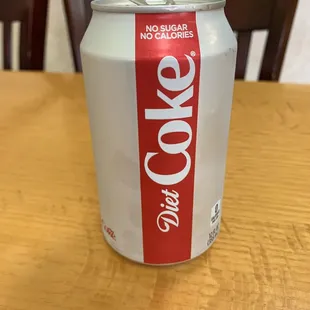 NO SUGAR
NO CALORIES
Diet Coke